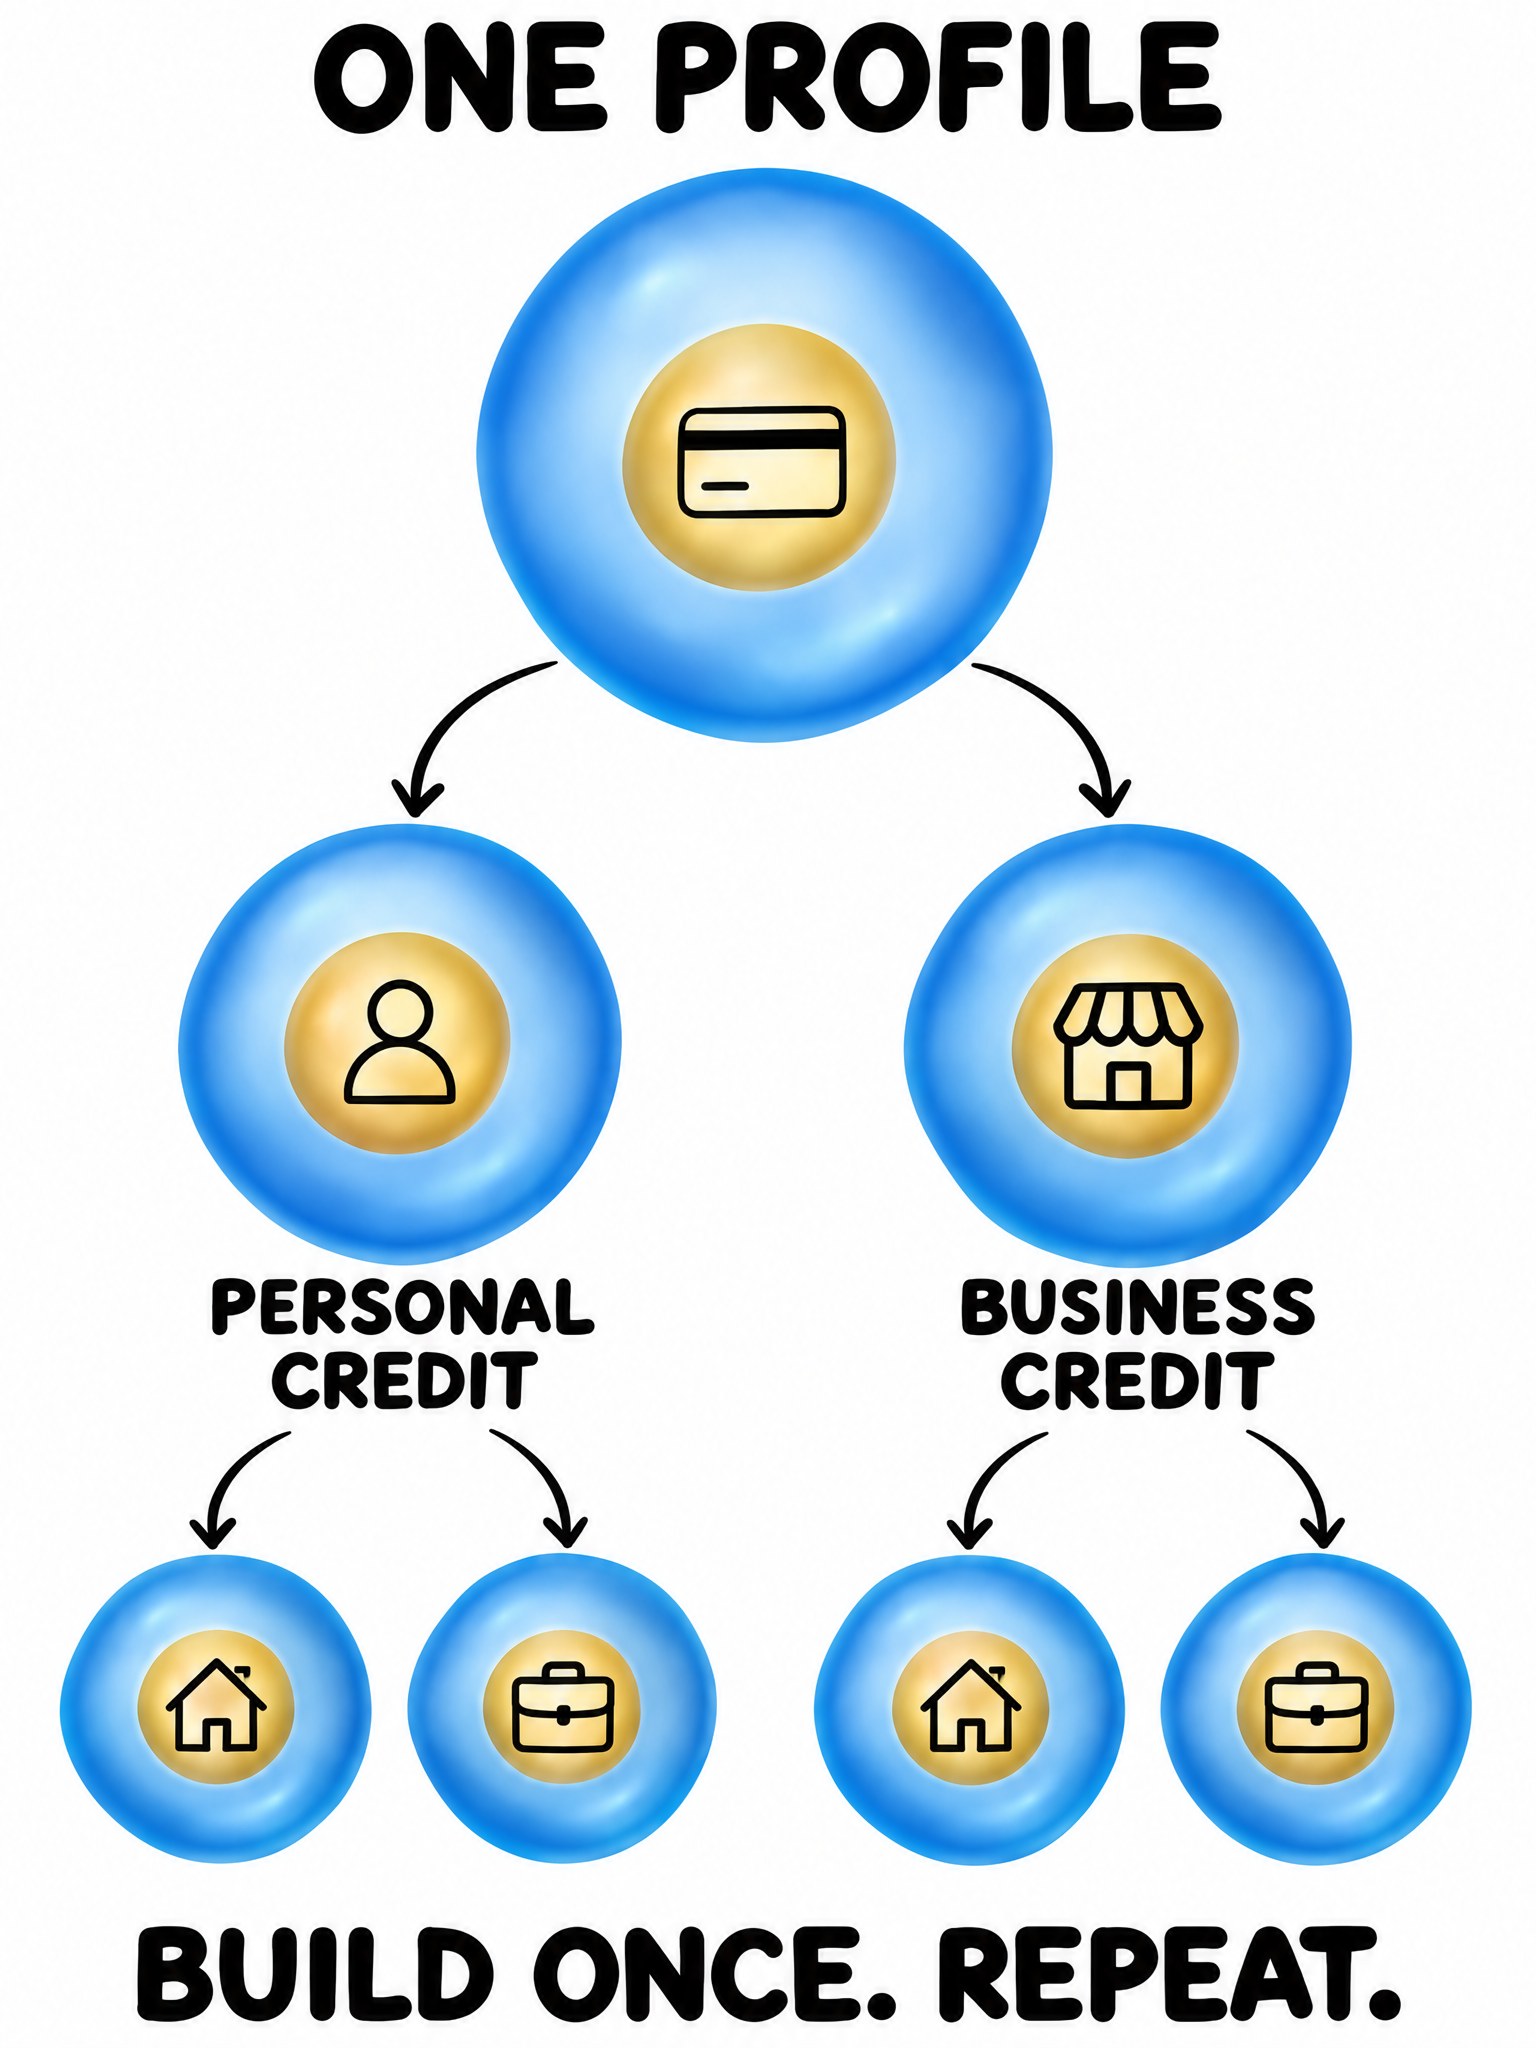 ONE PROFILE
PERSONAL
CREDIT
BUSINESS
CREDIT
BUILD ONCE. REPEAT.